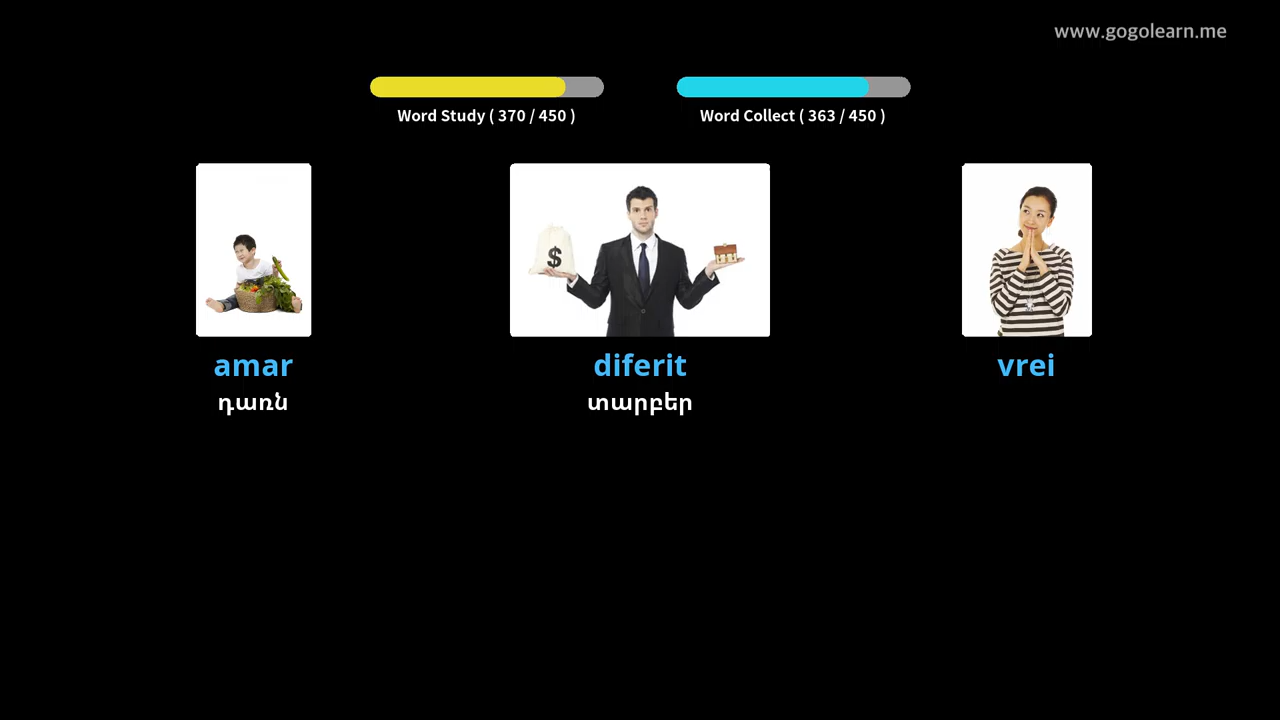 www.gogolearn.me
Word Study ( 370 / 450 )
Word Collect ( 363 / 450 )
$
amar
diferit
vrei
դառն
տարբեր